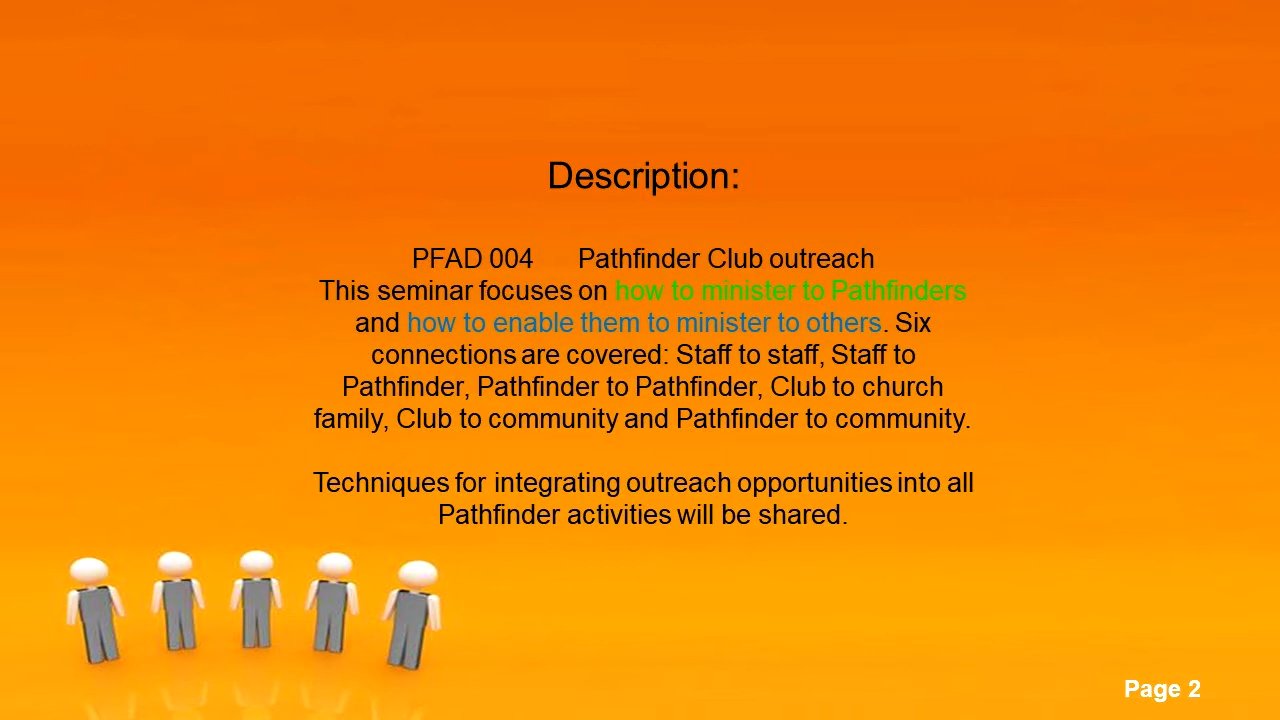 Description:
PFAD 004 Pathfinder Club outreach
This seminar focuses on how to minister to Pathfinders
and how to enable them to minister to others. Six
connections are covered: Staff to staff, Staff to
Pathfinder, Pathfinder to Pathfinder, Club to church
family, Club to community and Pathfinder to community.
Techniques for integrating outreach opportunities into all
Pathfinder activities will be shared.
Page 2